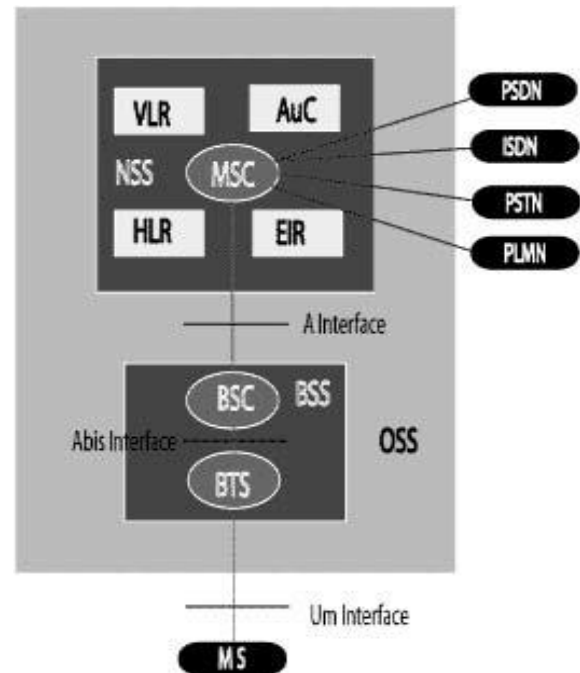 VLR
AuC
NSS
MSC
HLR
EIR
PSDN
ISDN
PSTN
PLMN
A Interface
BSC
BSS
Abis Interface
BTS
OSS
Um Interface
MS